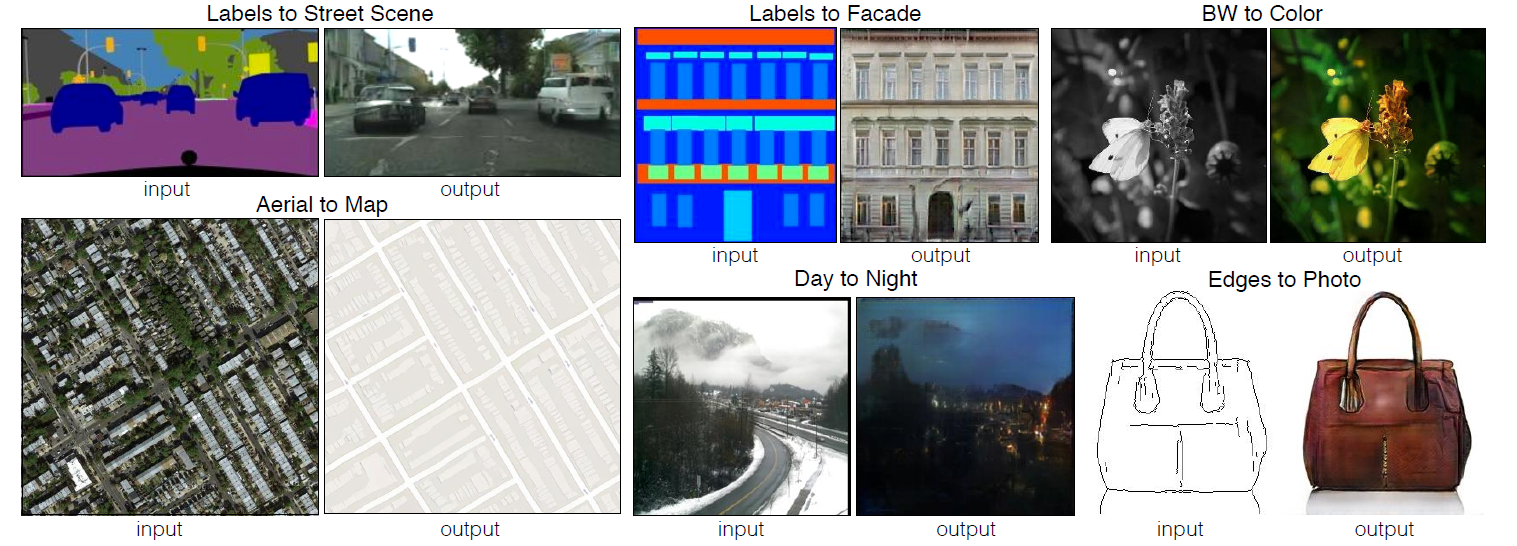 Labels to Street Scene
input
output
Aerial to Map
input
output
Labels to Facade
input
output
Day to Night
input
output
BW to Color
input
output
Edges to Photo
input
output